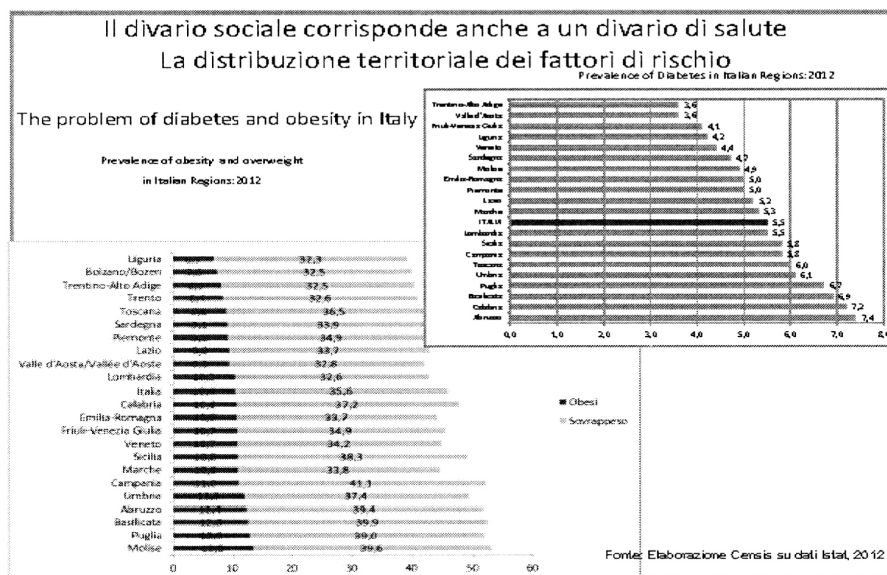 Il divario sociale corrisponde anche a un divario di salute
La distribuzione territoriale dei fattori di rischio
Prevalence of Diabetes in Italian Regions: 2012
The problem of diabetes and obesity in Italy
Prevalence of obesity and overweight
in Italian Regions: 2012
Trentino-Alto Adige 3,6
Valle d'Aosta 3,6
Friuli-Venezia Giulia 4,1
Liguria 4,2
Veneto 4,4
Sardegna 4,7
Molise 4,9
Emilia-Romagna 5,0
Piemonte 5,0
Lazio 5,2
Marche 5,3
ITALIA 5,5
Lombardia 5,5
Sicilia 5,8
Campania 5,8
Toscana 6,0
Umbria 6,1
Puglia 6,7
Basilicata 6,9
Calabria 7,2
Abruzzo 7,4
0,0 1,0 2,0 3,0 4,0 5,0 6,0 7,0 8,0
Liguria 32,3
Bolzano/Bozen 32,5
Trentino-Alto Adige 32,5
Trento 32,6
Toscana 36,5
Sardegna 33,9
Piemonte 34,9
Lazio 33,7
Valle d'Aosta/Vallée d'Aoste 32,8
Lombardia 32,6
Italia 35,6
Calabria 37,2
Emilia-Romagna 33,7
Friuli-Venezia Giulia 34,9
Veneto 34,2
Sicilia 38,3
Marche 33,8
Campania 41,1
Umbria 37,4
Abruzzo 39,4
Basilicata 39,9
Puglia 39,0
Molise 39,6
0 10 20 30 40 50 60
Obesi
Sovrappeso
Fonte: Elaborazione Censis su dati Istat, 2012